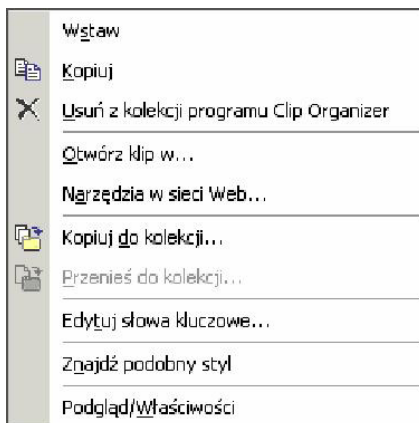 Wstaw
Kopiuj
Usuń z kolekcji programu Clip Organizer
Otwórz klip w...
Narzędzia w sieci Web...
Kopiuj do kolekcji...
Przenieś do kolekcji...
Edytuj słowa kluczowe...
Znajdź podobny styl
Podgląd/Właściwości